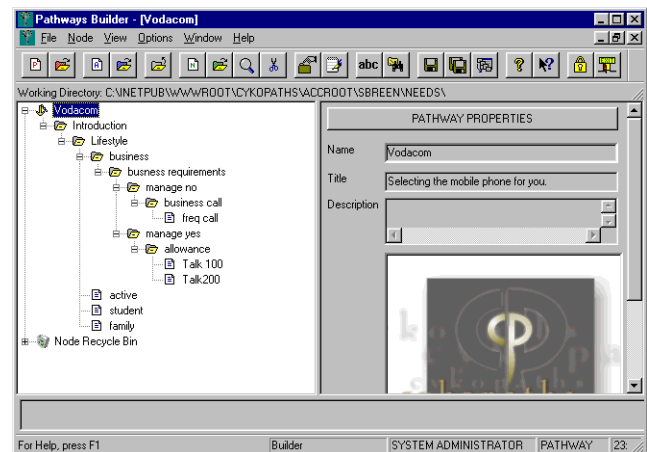 Pathways Builder - [Vodacom]
File Node View Options Window Help
abc
Working Directory: C:\INETPUB\WWWROOT\CYKOPATHS\ACCROOT\SBREEN\NEEDS\
Vodacom
Introduction
Lifestyle
business
busness requirements
manage no
business call
freq call
manage yes
allowance
Talk 100
Talk200
active
student
family
Node Recycle Bin
PATHWAY PROPERTIES
Name Vodacom
Title Selecting the mobile phone for you.
Description
For Help, press F1 Builder SYSTEM ADMINISTRATOR PATHWAY 23: